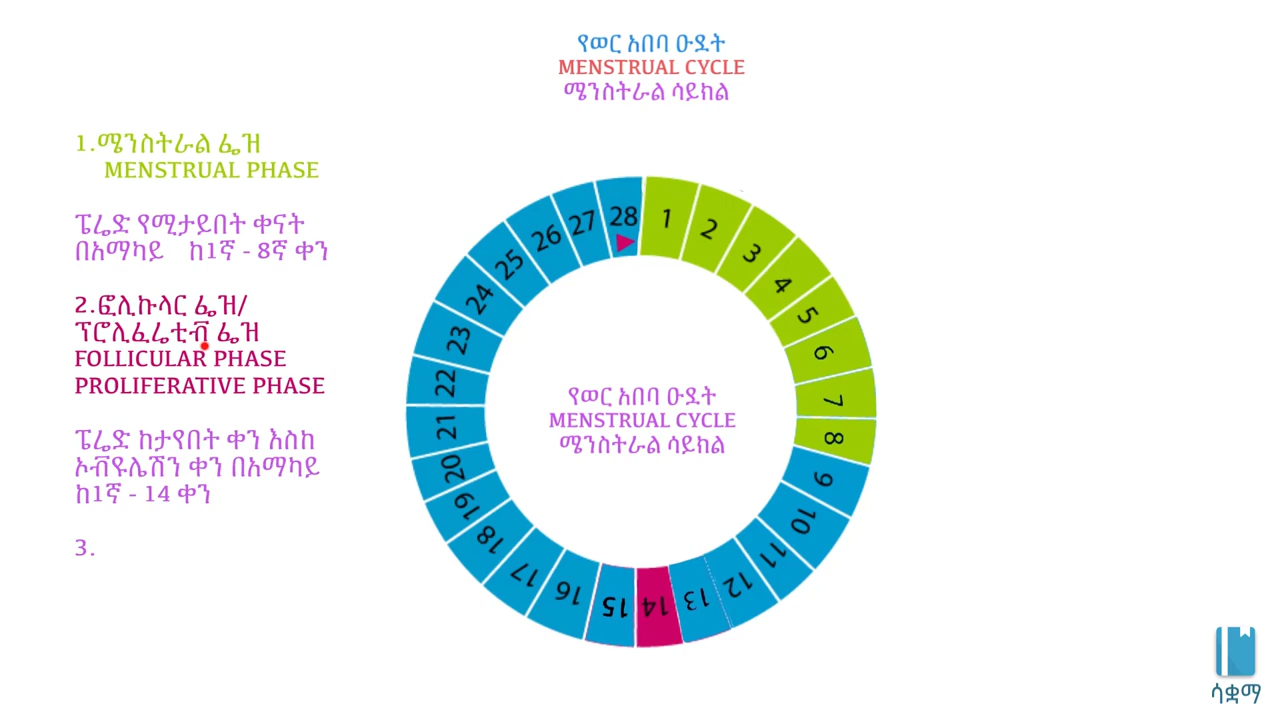 የወር አበባ ዑደት
MENSTRUAL CYCLE
ሜንስትራል ሳይክል
1.ሜንስትራል ፌዝ
MENSTRUAL PHASE
ፔሬድ የሚታይበት ቀናት
በአማካይ ከ1ኛ - 8ኛ ቀን
2.ፎሊኩላር ፌዝ/
ፕሮሊፈሬቲቭ ፌዝ
FOLLICULAR PHASE
PROLIFERATIVE PHASE
ፔሬድ ከታየበት ቀን እስከ
ኦቭዩሌሽን ቀን በአማካይ
ከ1ኛ - 14 ቀን
3.
1
2
3
4
5
6
7
8
9
10
11
12
13
14
15
16
17
18
19
20
21
22
23
24
25
26
27
28
የወር አበባ ዑደት
MENSTRUAL CYCLE
ሜንስትራል ሳይክል
ሳቋማ